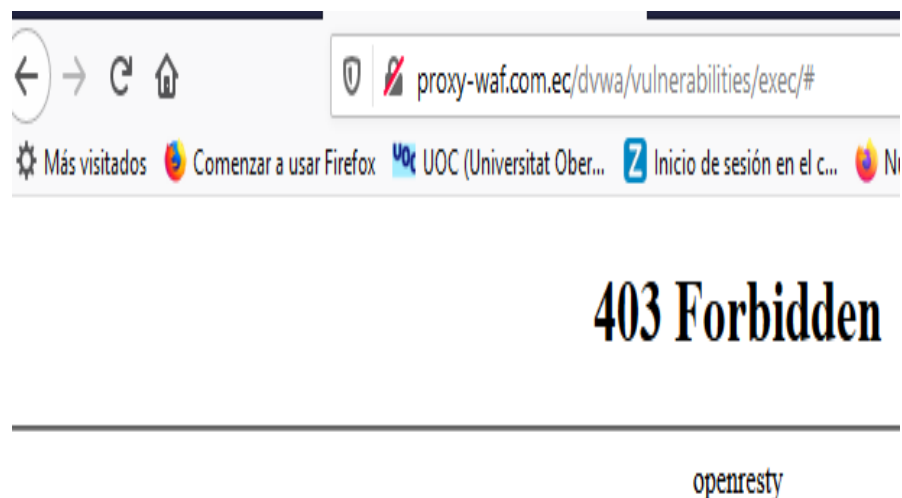 proxy-waf.com.ec/dvwa/vulnerabilities/exec/#
Más visitados Comenzar a usar Firefox UOC UOC (Universitat Ober... Z Inicio de sesión en el c...
403 Forbidden
openresty